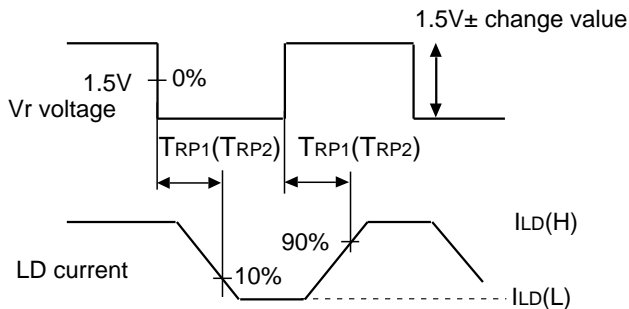 1.5V± change value
1.5V
0%
Vr voltage
TRP1(TRP2)
TRP1(TRP2)
ILD(H)
90%
LD current
10%
ILD(L)